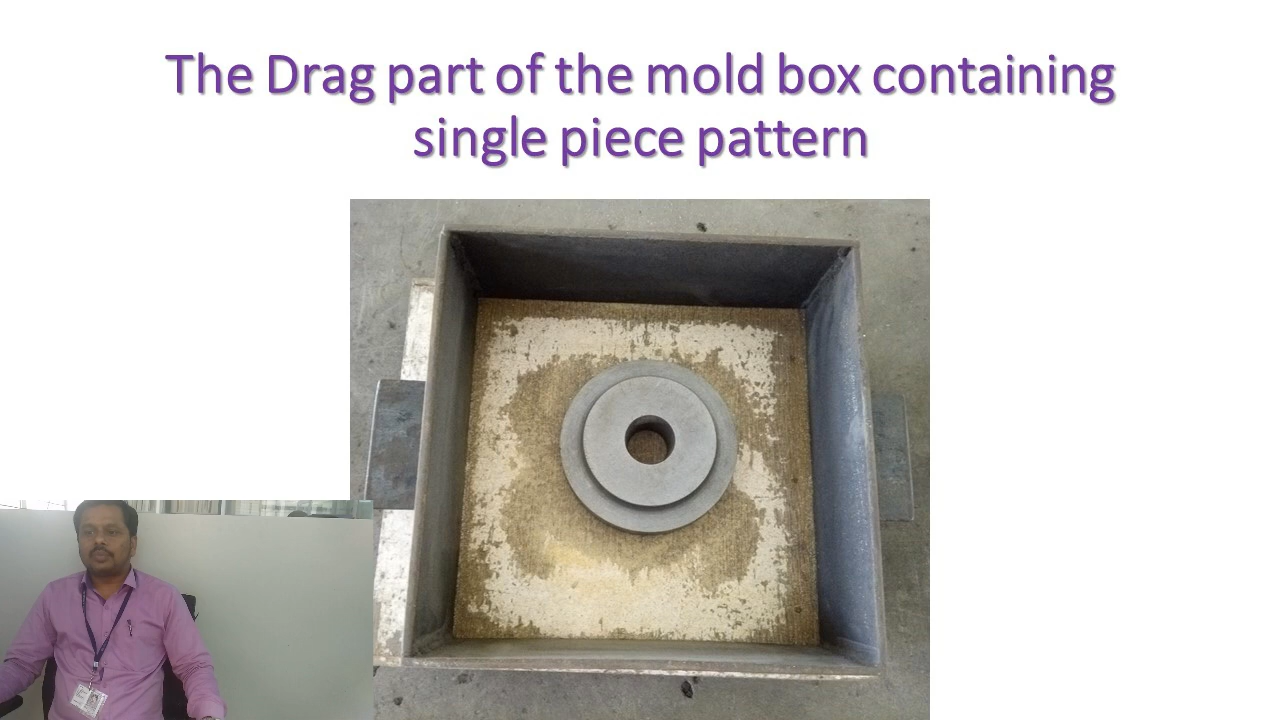 The Drag part of the mold box containing
single piece pattern